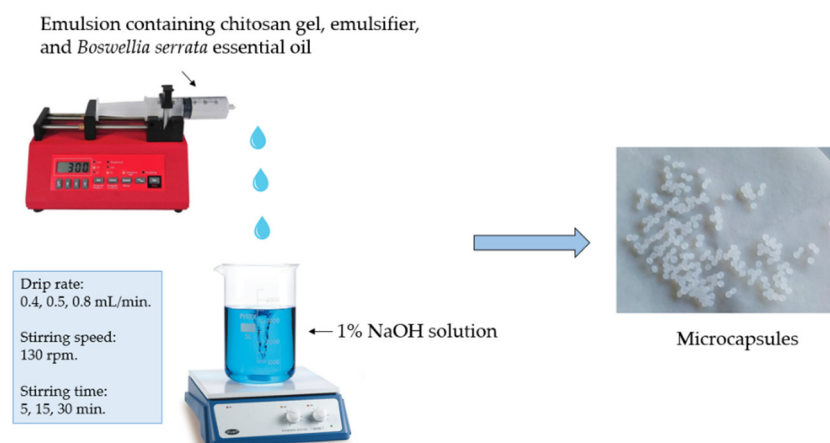 Emulsion containing chitosan gel, emulsifier,
and Boswellia serrata essential oil
300
Drip rate:
0.4, 0.5, 0.8 mL/min.
Stirring speed:
130 rpm.
Stirring time:
5, 15, 30 min.
1% NaOH solution
Microcapsules